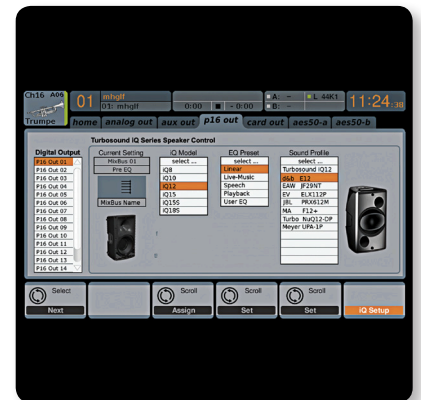 Ch16 A06
Trumpe
01
mhglf
01: mhglf
0:00 - 0:00
A: -
B: -
L 44K1
11:24:38
home analog out aux out p16 out card out aes50-a aes50-b
Turbosound iQ Series Speaker Control
Digital Output
P16 Out 01
P16 Out 02
P16 Out 03
P16 Out 04
P16 Out 05
P16 Out 06
P16 Out 07
P16 Out 08
P16 Out 09
P16 Out 10
P16 Out 11
P16 Out 12
P16 Out 13
P16 Out 14
Current Setting
MixBus 01
Pre EQ
MixBus Name
iQ Model
select ...
iQ8
iQ10
iQ12
iQ15
iQ15S
iQ18S
EQ Preset
select ...
Linear
Live-Music
Speech
Playback
User EQ
Sound Profile
select ...
Turbosound iQ12
d&b E12
EAW JF29NT
EV ELX112P
JBL PRX612M
MA F12+
Turbo NuQ12-DP
Meyer UPA-1P
Select
Next
Scroll
Assign
Scroll
Set
Scroll
Set
iQ Setup